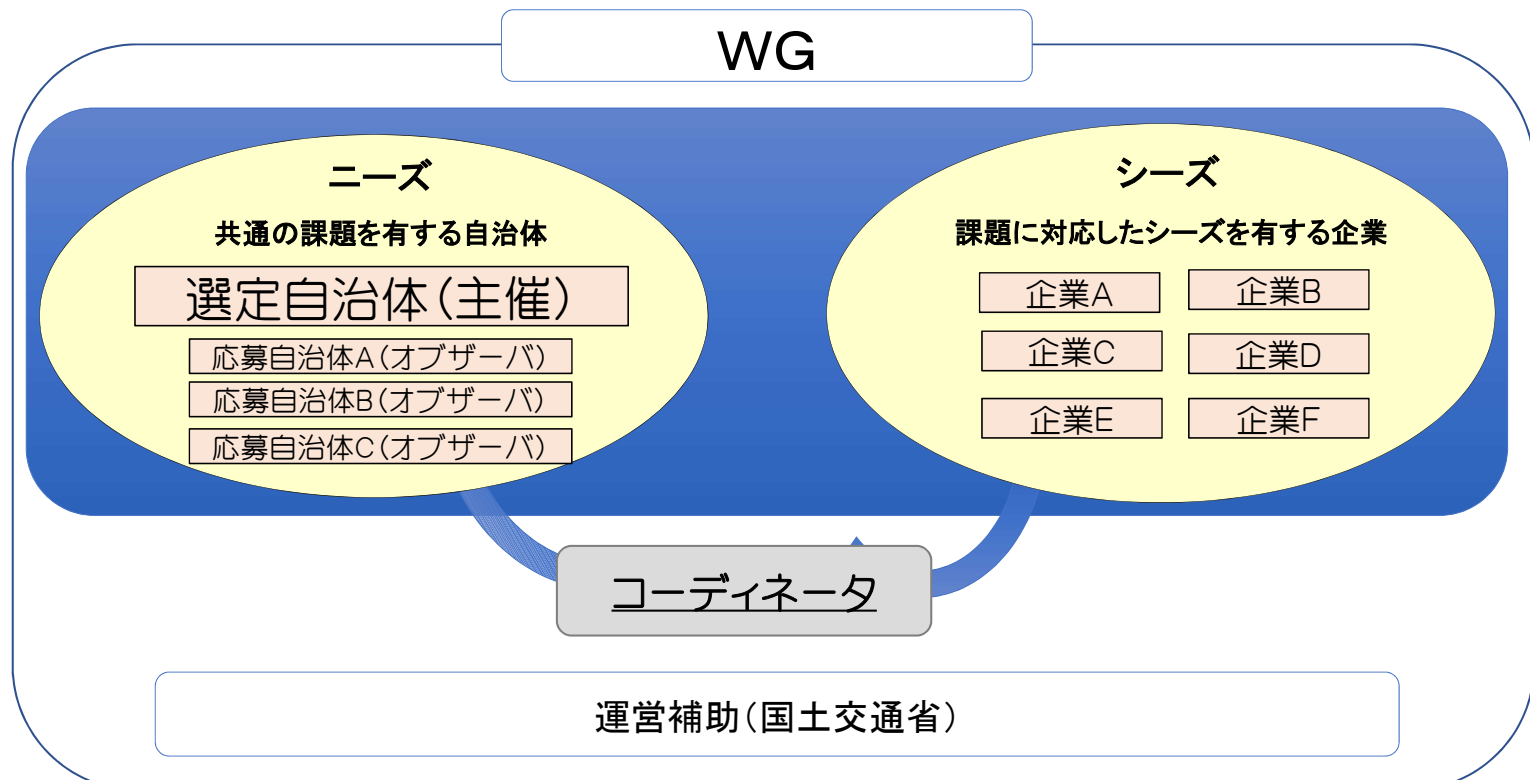 WG
ニーズ
共通の課題を有する自治体
選定自治体(主催)
応募自治体A(オブザーバ)
応募自治体B(オブザーバ)
応募自治体C(オブザーバ)
シーズ
課題に対応したシーズを有する企業
企業A
企業B
企業C
企業D
企業E
企業F
コーディネータ
運営補助(国土交通省)